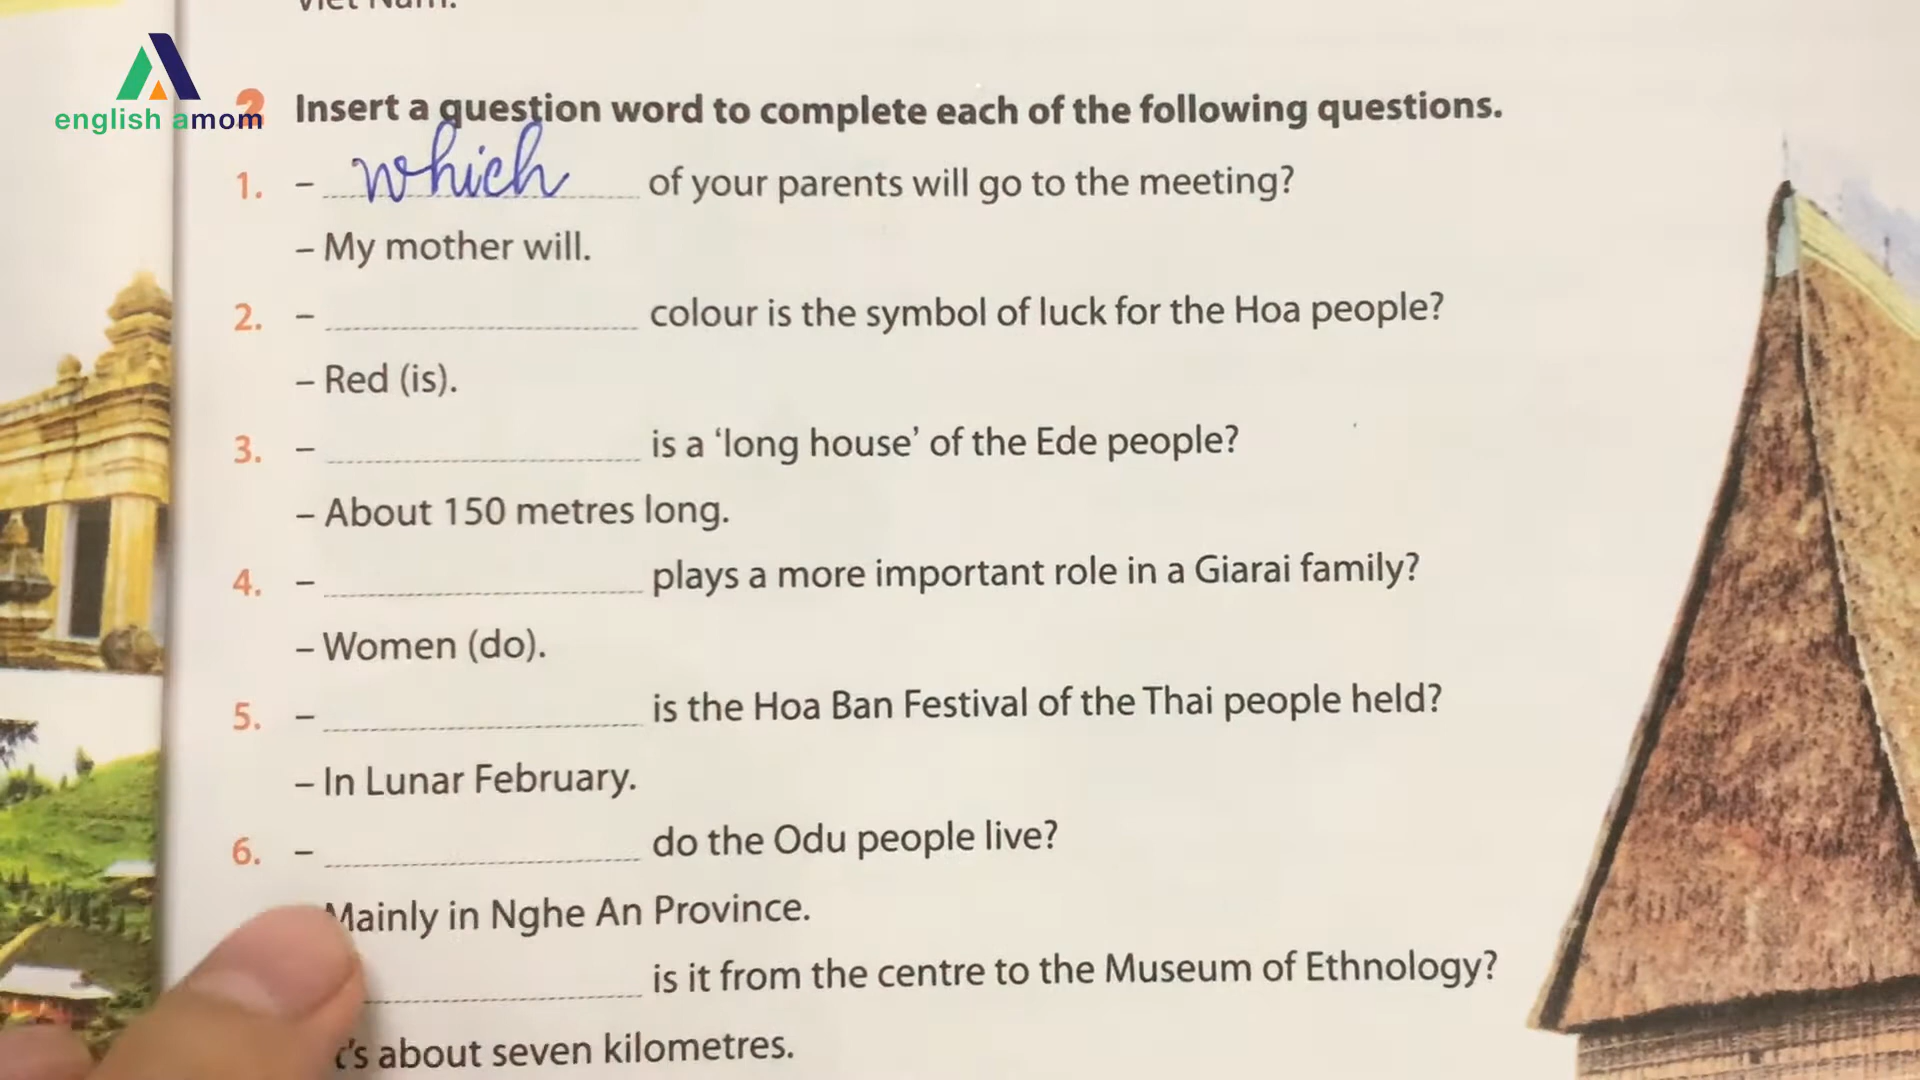 Việt Nam.
english amom
2 Insert a question word to complete each of the following questions.
1. – which of your parents will go to the meeting?
– My mother will.
2. – colour is the symbol of luck for the Hoa people?
– Red (is).
3. – is a ‘long house’ of the Ede people?
– About 150 metres long.
4. – plays a more important role in a Giarai family?
– Women (do).
5. – is the Hoa Ban Festival of the Thai people held?
– In Lunar February.
6. – do the Odu people live?
Mainly in Nghe An Province.
is it from the centre to the Museum of Ethnology?
t’s about seven kilometres.